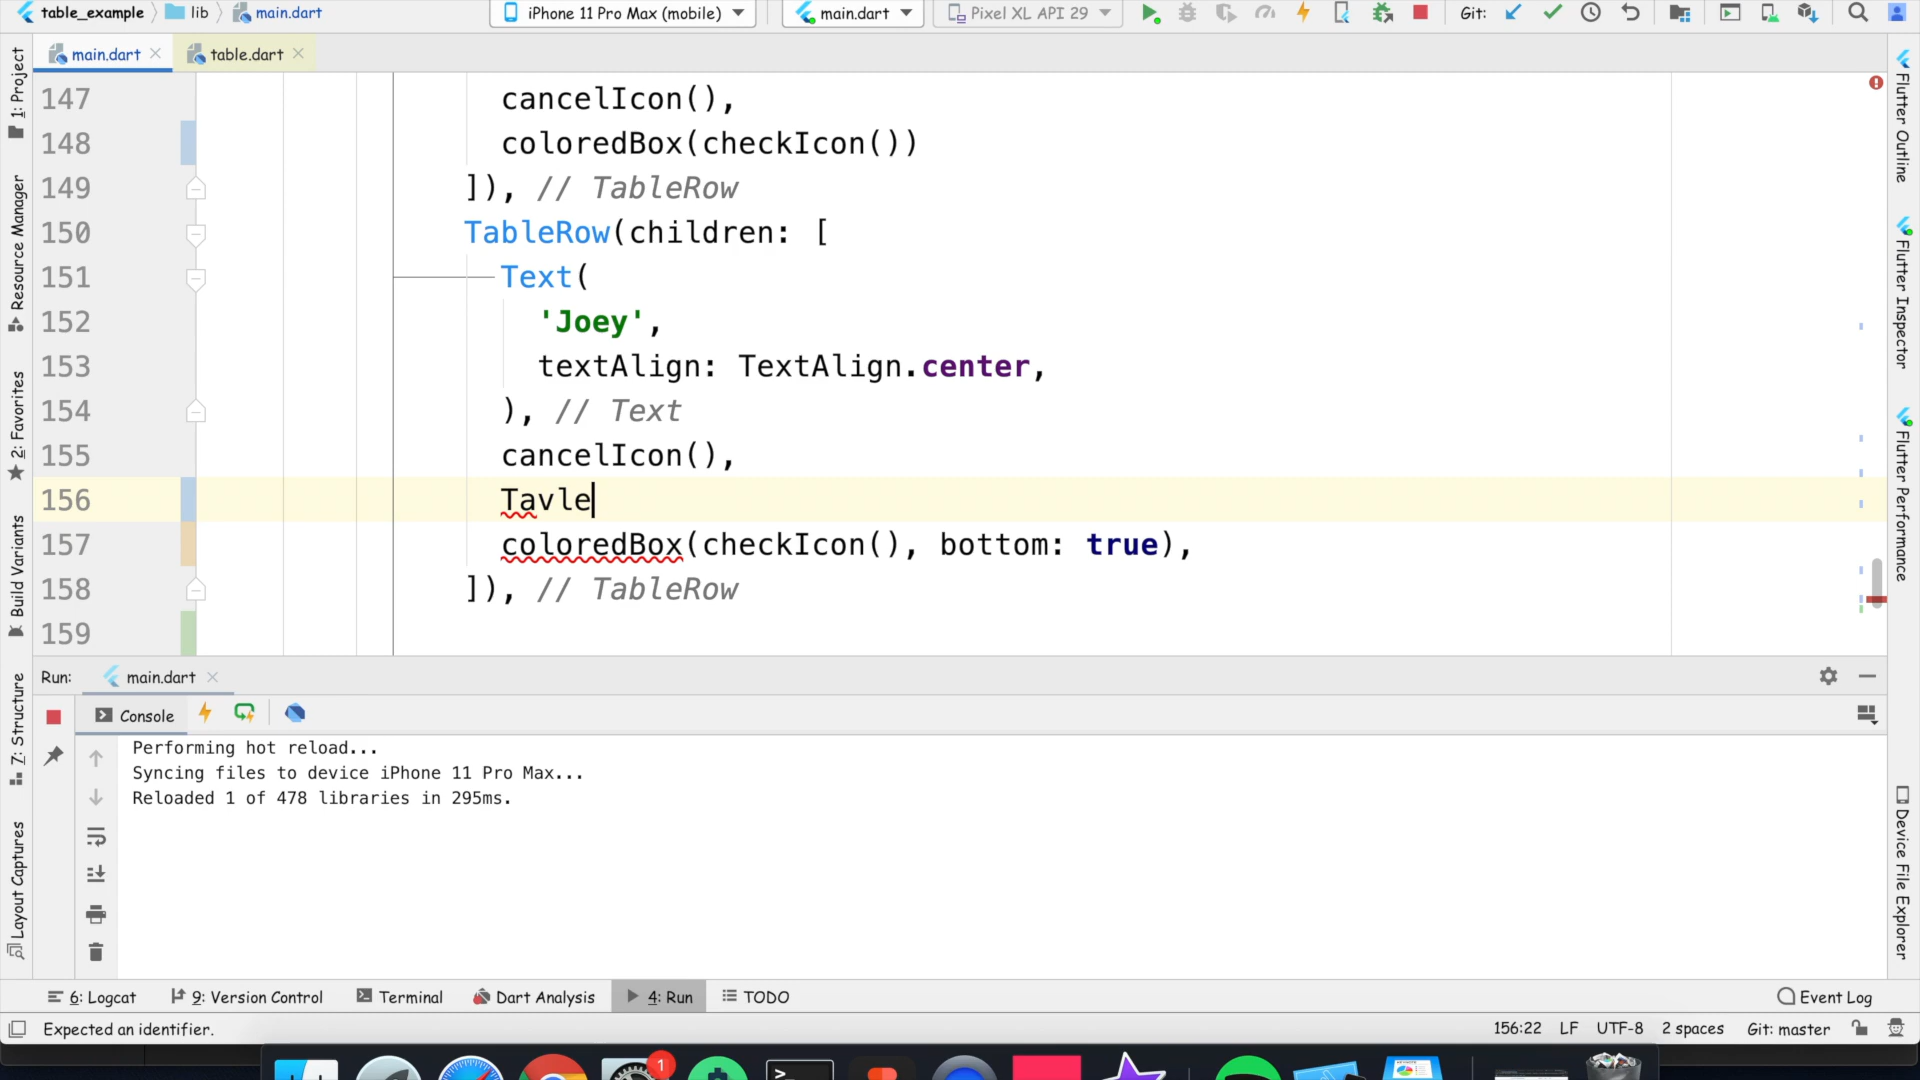 table_example
lib
main.dart
iPhone 11 Pro Max (mobile)
main.dart
Pixel XL API 29
Git:
main.dart
table.dart
147 cancelIcon(),
148 coloredBox(checkIcon())
149 ]), // TableRow
150 TableRow(children: [
151 Text(
152 'Joey',
153 textAlign: TextAlign.center,
154 ), // Text
155 cancelIcon(),
156 Tavle
157 coloredBox(checkIcon(), bottom: true),
158 ]), // TableRow
159
1: Project
Resource Manager
2: Favorites
Build Variants
7: Structure
Layout Captures
Flutter Outline
Flutter Inspector
Flutter Performance
Device File Explorer
Run:
main.dart
Console
Performing hot reload...
Syncing files to device iPhone 11 Pro Max...
Reloaded 1 of 478 libraries in 295ms.
6: Logcat
9: Version Control
Terminal
Dart Analysis
4: Run
TODO
Event Log
Expected an identifier.
156:22
LF
UTF-8
2 spaces
Git: master
1